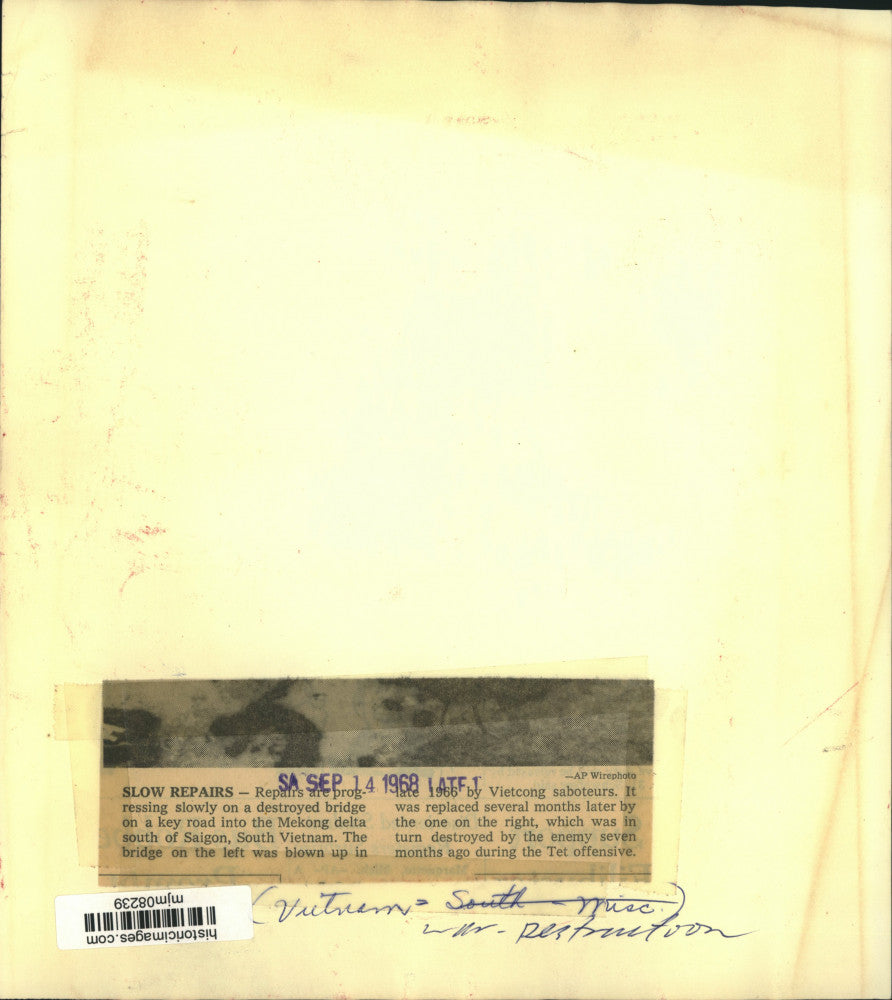 —AP Wirephoto
SA SEP 14 1968 LATE 1
SLOW REPAIRS — Repairs are prog-
ressing slowly on a destroyed bridge
on a key road into the Mekong delta
south of Saigon, South Vietnam. The
bridge on the left was blown up in
late 1966 by Vietcong saboteurs. It
was replaced several months later by
the one on the right, which was in
turn destroyed by the enemy seven
months ago during the Tet offensive.
(Vietnam = South - Misc.)
war - Destruction
historicimages.com
mjm08239